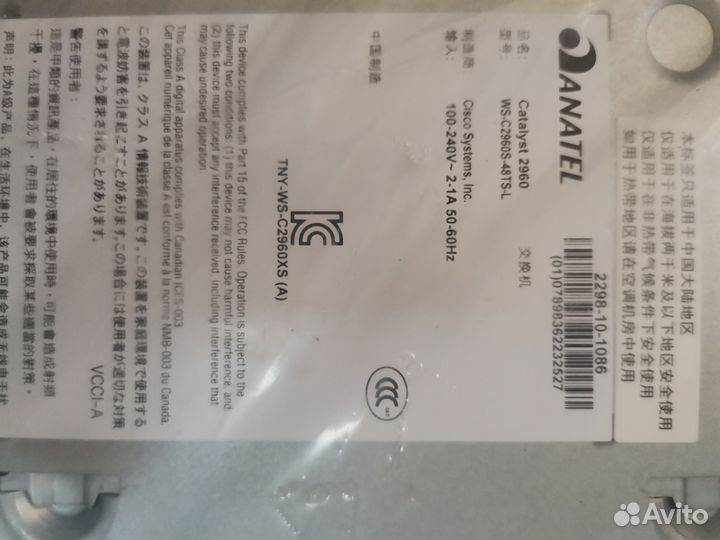 本标签只适用于中国大陆地区
仅适用于在海拔两千米及以下地区安全使用
仅适用于在非热带气候条件下安全使用
如用于热带地区请在空调机房中使用
ANATEL
2298-10-1086
(01)07898362232527
品名: Catalyst 2960 交换机
型号: WS-C2960S-48TS-L
制造商: Cisco Systems, Inc.
输入: 100-240V~ 2-1A 50-60Hz
中国制造
CCC
KC
TNY-WS-C2960XS (A)
This device complies with Part 15 of the FCC Rules. Operation is subject to the
following two conditions: (1) this device may not cause harmful interference, and
(2) this device must accept any interference received, including interference that
may cause undesired operation.
This Class A digital apparatus complies with Canadian ICES-003
Cet appareil numerique de la classe A est conforme a la norme NMB-003 du Canada.
この装置は、クラス A 情報技術装置です。この装置を家庭環境で使用する
と電波妨害を引き起こすことがあります。この場合には使用者が適切な対策
を講ずるよう要求されることがあります。 VCCI-A
警告使用者:
這是甲類的資訊產品，在居住的環境中使用時，可能會造成射頻
干擾，在這種情況下，使用者會被要求採取某些適當的對策。
声明: 此为A级产品，在生活环境中，该产品可能会造成无线电干扰
Avito